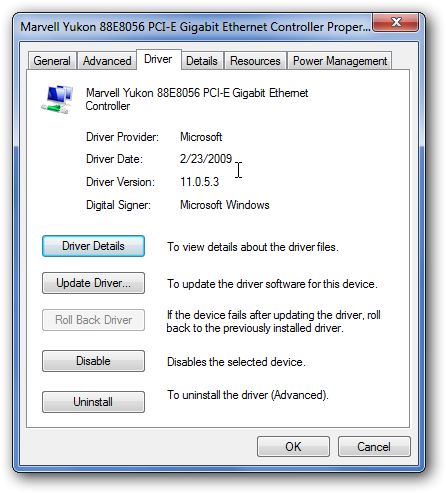 Marvell Yukon 88E8056 PCI-E Gigabit Ethernet Controller Proper...
General Advanced Driver Details Resources Power Management
Marvell Yukon 88E8056 PCI-E Gigabit Ethernet
Controller
Driver Provider: Microsoft
Driver Date: 2/23/2009
Driver Version: 11.0.5.3
Digital Signer: Microsoft Windows
Driver Details To view details about the driver files.
Update Driver... To update the driver software for this device.
Roll Back Driver If the device fails after updating the driver, roll
back to the previously installed driver.
Disable Disables the selected device.
Uninstall To uninstall the driver (Advanced).
OK Cancel